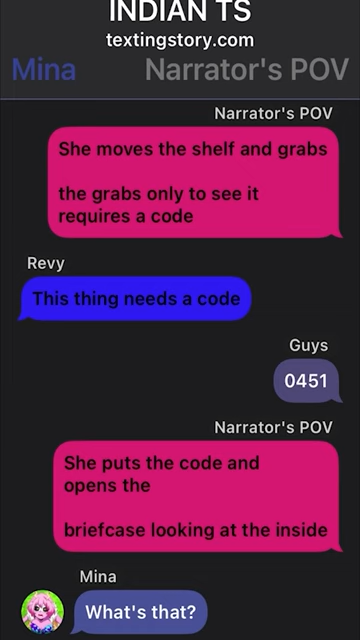 INDIAN TS
textingstory.com
Mina
Narrator's POV
Narrator's POV
She moves the shelf and grabs
the grabs only to see it
requires a code
Revy
This thing needs a code
Guys
0451
Narrator's POV
She puts the code and
opens the
briefcase looking at the inside
Mina
What's that?